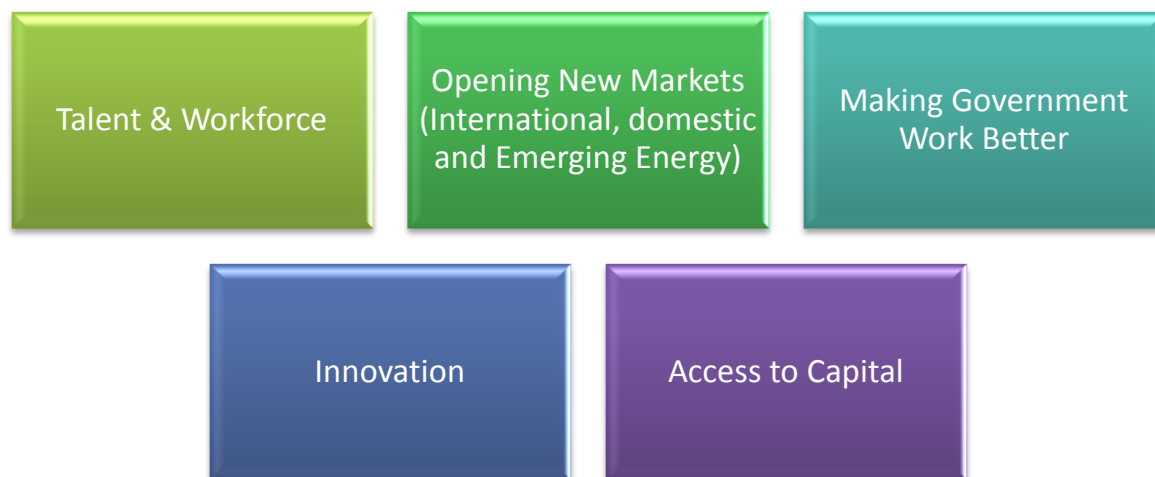 Talent & Workforce
Opening New Markets
(International, domestic
and Emerging Energy)
Making Government
Work Better
Innovation
Access to Capital